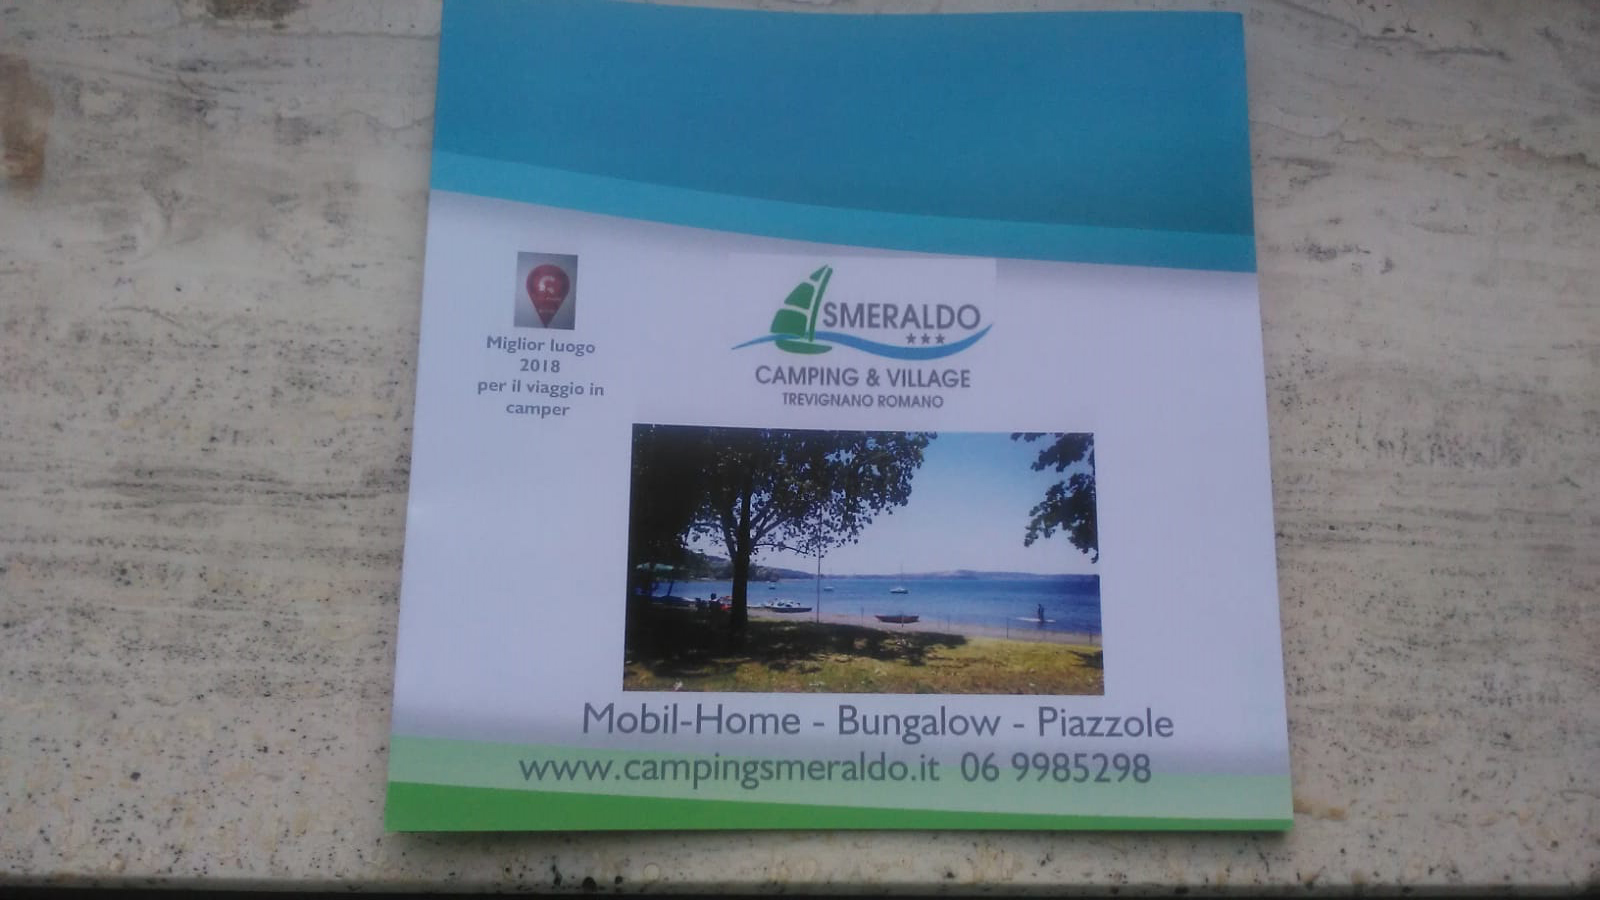 Miglior luogo
2018
per il viaggio in
camper
SMERALDO
CAMPING & VILLAGE
TREVIGNANO ROMANO
Mobil-Home - Bungalow - Piazzole
www.campingsmeraldo.it 06 9985298